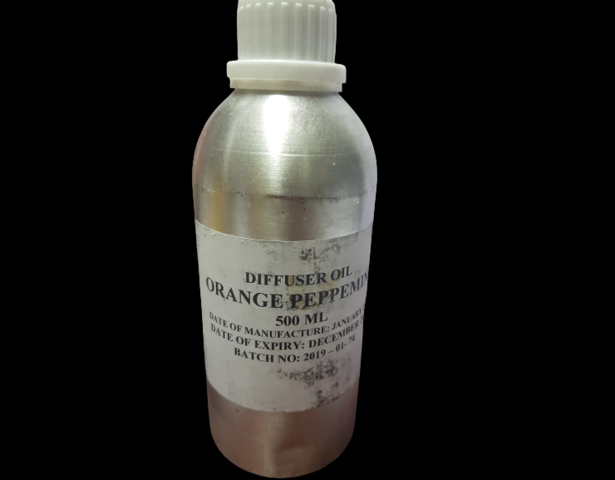 DIFFUSER OIL
ORANGE PEPPEMIN
500 ML
DATE OF MANUFACTURE: JANUARY
DATE OF EXPIRY: DECEMBER
BATCH NO: 2019 - 01- 74